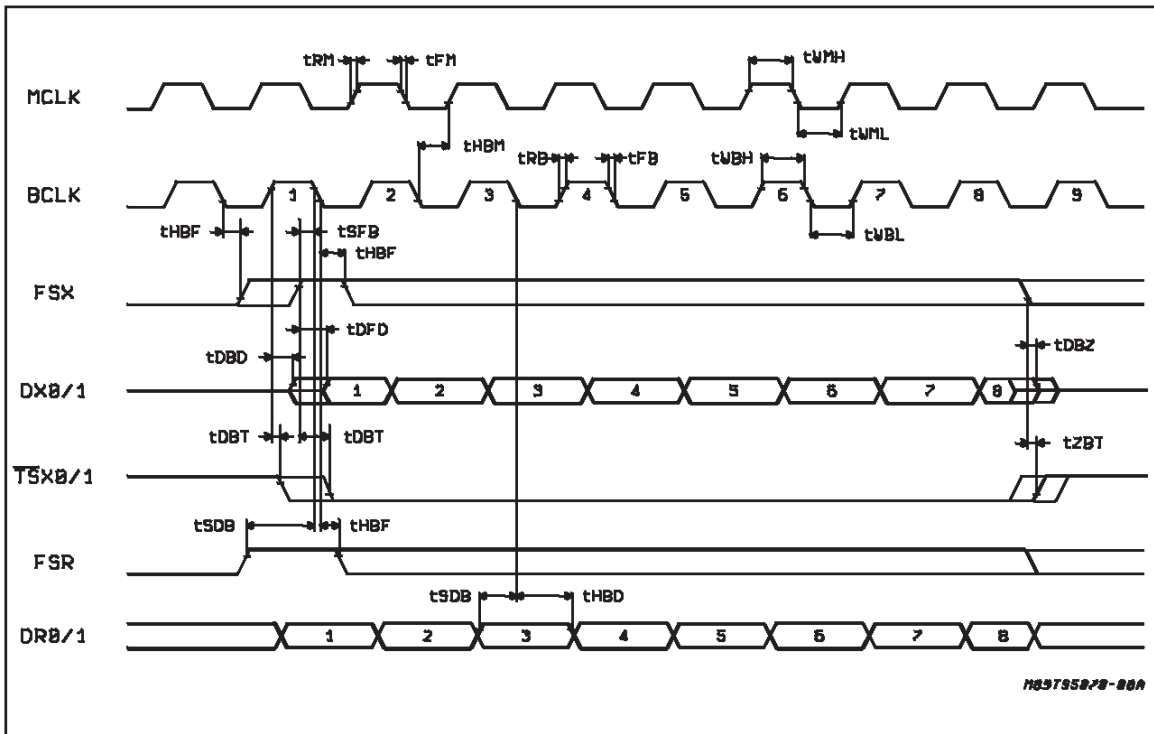 tRM
tFM
tWMH
MCLK
tWML
tHBM
tRB
tFB
tWBH
BCLK
1
2
3
4
5
6
7
8
9
tHBF
tSFB
tWBL
tHBF
FSX
tDFD
tDBD
tDBZ
DX0/1
1
2
3
4
5
6
7
8
tDBT
tDBT
tZBT
TSX0/1
tSDB
tHBF
FSR
tSDB
tHBD
DR0/1
1
2
3
4
5
6
7
8
M89TS5070-08A